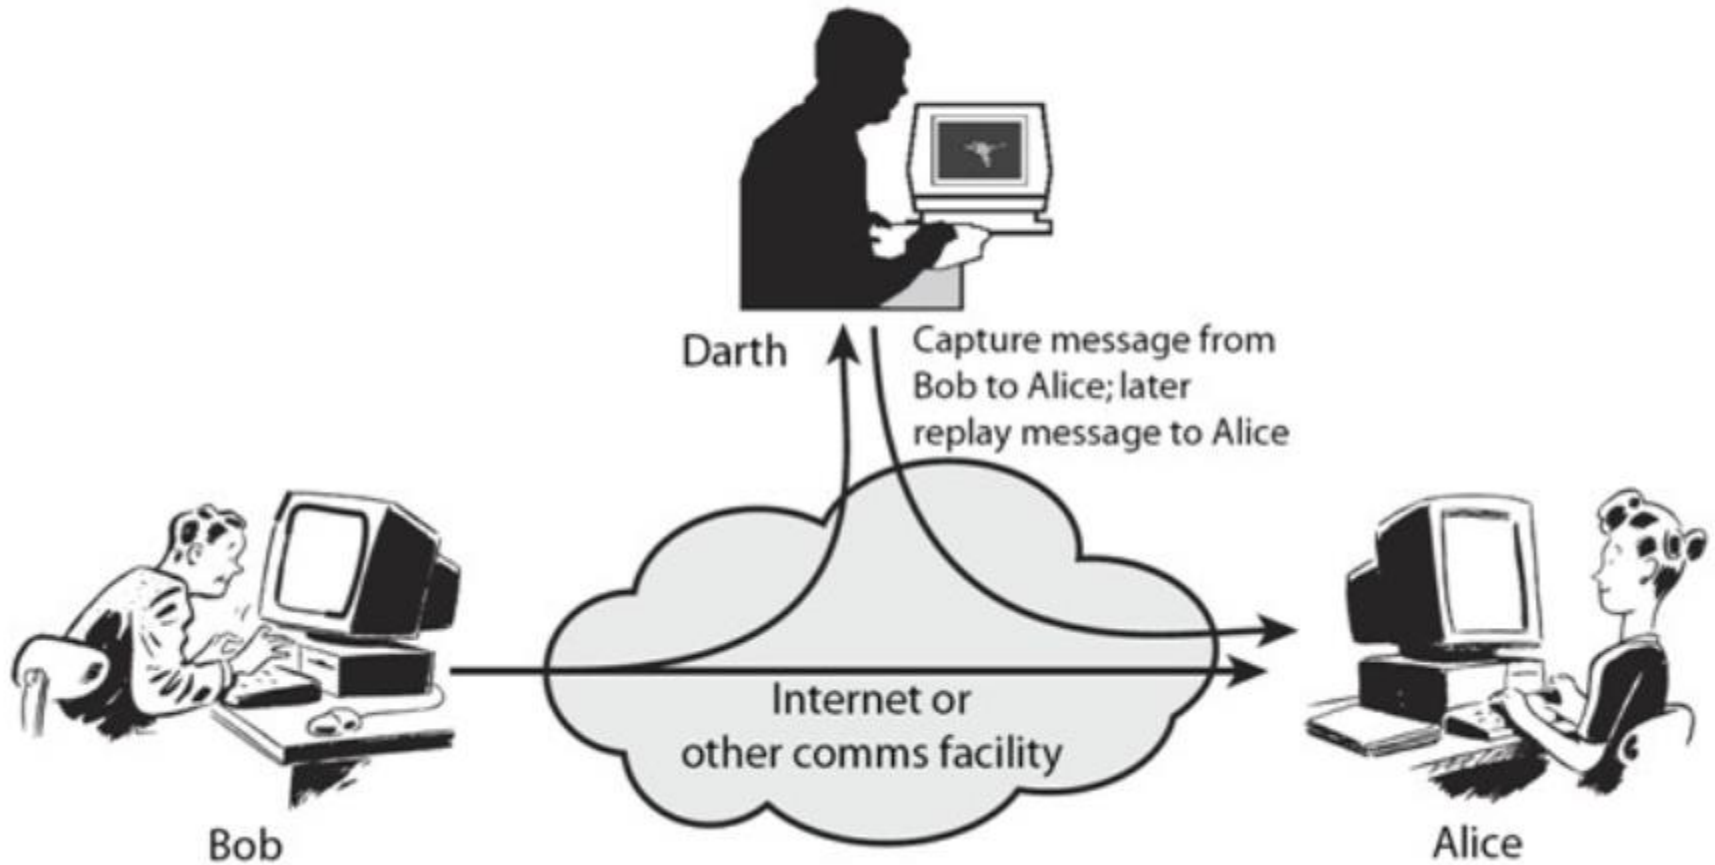 Darth
Capture message from
Bob to Alice; later
replay message to Alice
Internet or
other comms facility
Bob
Alice